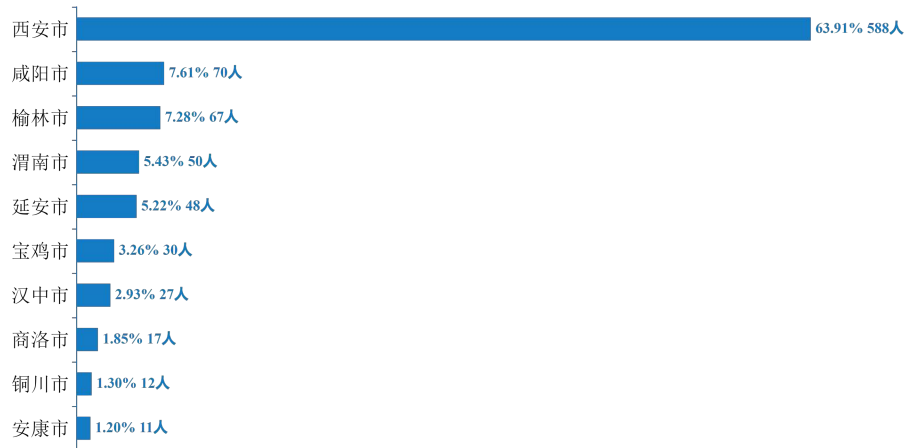 西安市 63.91% 588人
咸阳市 7.61% 70人
榆林市 7.28% 67人
渭南市 5.43% 50人
延安市 5.22% 48人
宝鸡市 3.26% 30人
汉中市 2.93% 27人
商洛市 1.85% 17人
铜川市 1.30% 12人
安康市 1.20% 11人